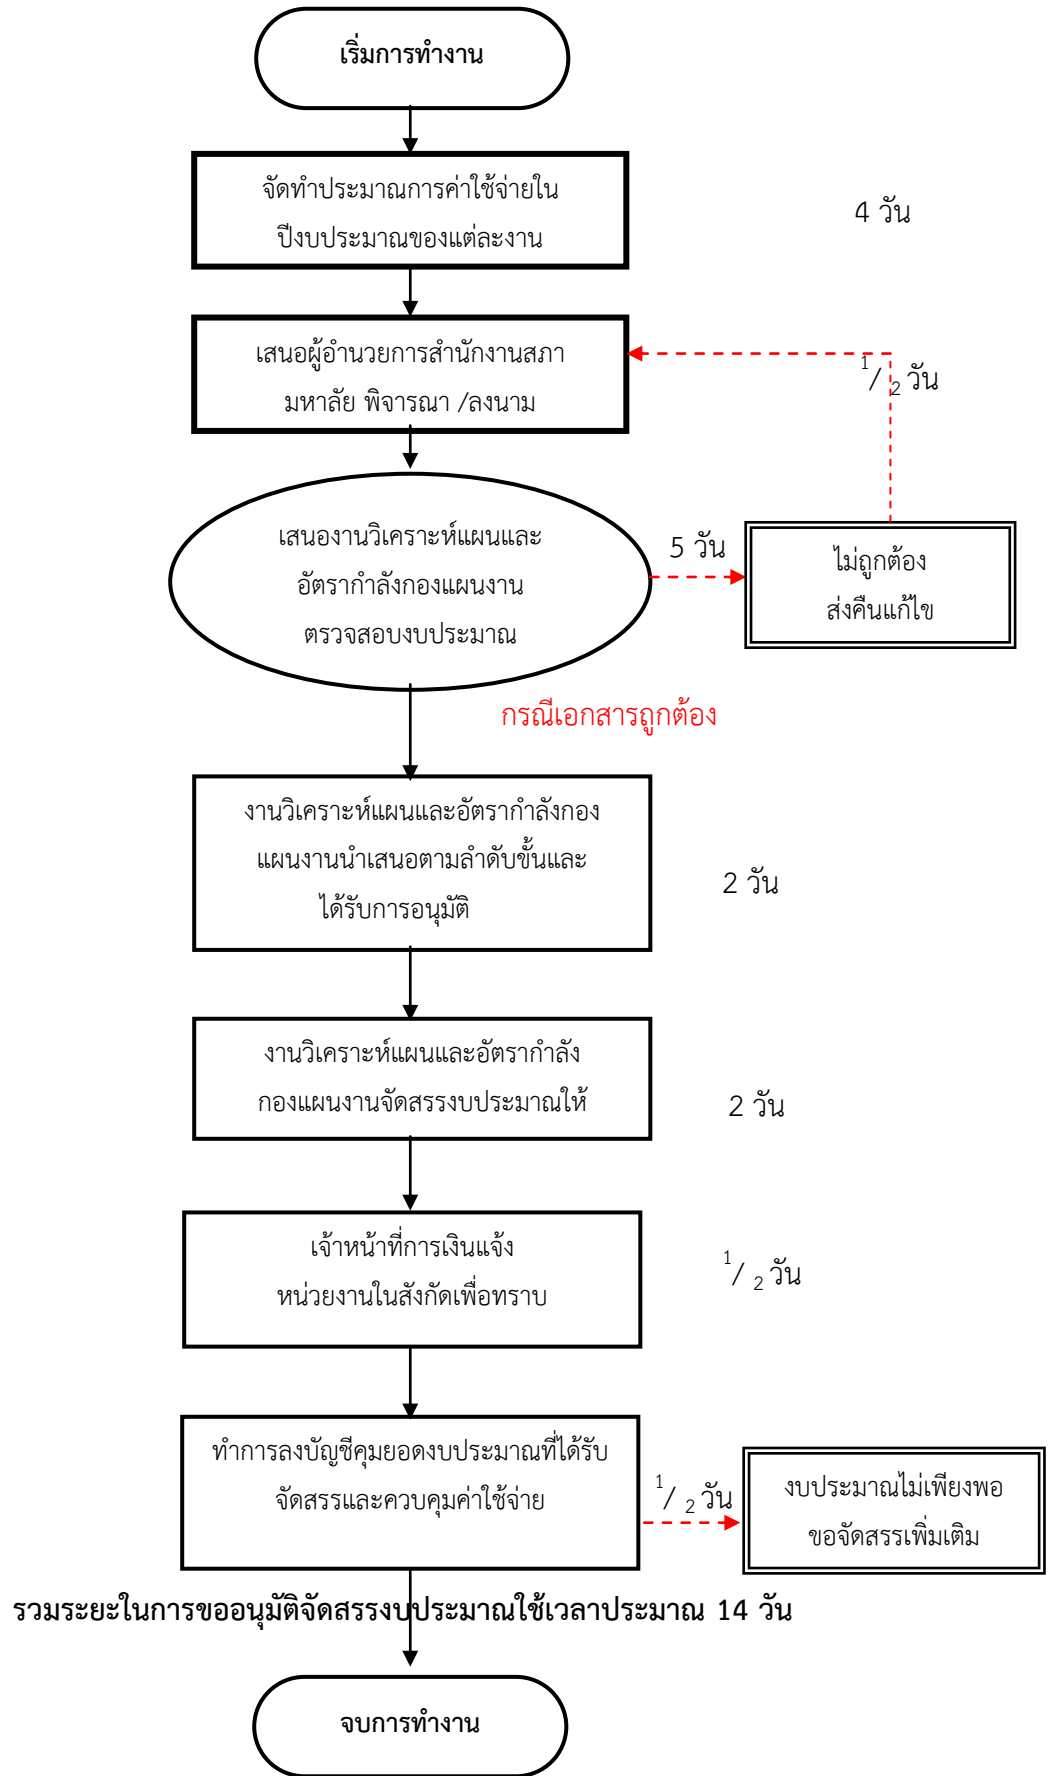 เริ่มการทำงาน
จัดทำประมาณการค่าใช้จ่ายใน
ปีงบประมาณของแต่ละงาน
4 วัน
เสนอผู้อำนวยการสำนักงานสภา
มหาลัย พิจารณา /ลงนาม
1/ 2 วัน
เสนองานวิเคราะห์แผนและ
อัตรากำลังกองแผนงาน
ตรวจสอบงบประมาณ
5 วัน
ไม่ถูกต้อง
ส่งคืนแก้ไข
กรณีเอกสารถูกต้อง
งานวิเคราะห์แผนและอัตรากำลังกอง
แผนงานนำเสนอตามลำดับขั้นและ
ได้รับการอนุมัติ
2 วัน
งานวิเคราะห์แผนและอัตรากำลัง
กองแผนงานจัดสรรงบประมาณให้
2 วัน
เจ้าหน้าที่การเงินแจ้ง
หน่วยงานในสังกัดเพื่อทราบ
1/ 2 วัน
ทำการลงบัญชีคุมยอดงบประมาณที่ได้รับ
จัดสรรและควบคุมค่าใช้จ่าย
1/ 2 วัน
งบประมาณไม่เพียงพอ
ขอจัดสรรเพิ่มเติม
รวมระยะในการขออนุมัติจัดสรรงบประมาณใช้เวลาประมาณ 14 วัน
จบการทำงาน